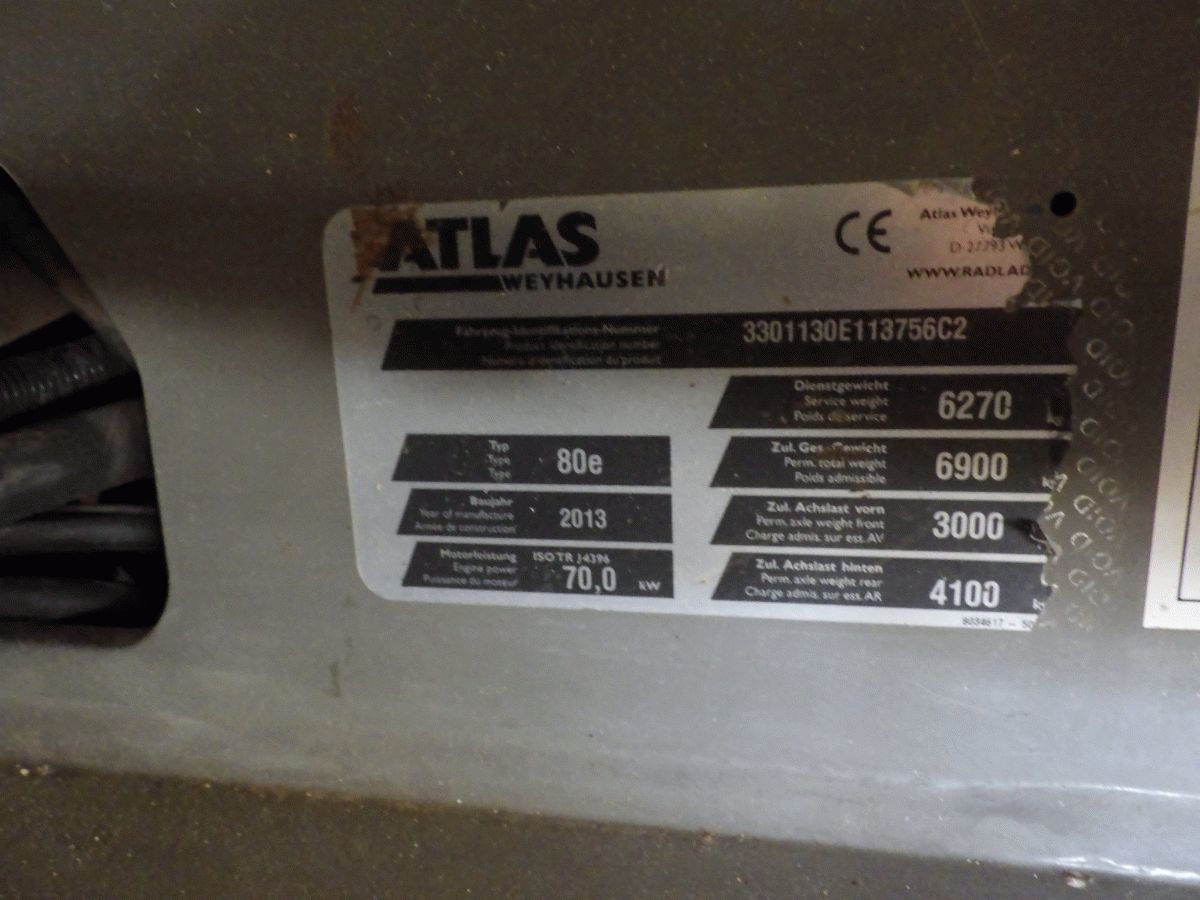 ATLAS
WEYHAUSEN
CE
Atlas
D-27793 W
WWW.RADLAD
Fahrzeug-Identifikations-Nummer
Product identification number
Numéro d'identification du produit
3301130E113756C2
Dienstgewicht
Service weight
Poids de service
6270
Typ
Type
Type
80e
Zul. Ges. Gewicht
Perm. total weight
Poids admissible
6900
Baujahr
Year of manufacture
Année de construction
2013
Zul. Achslast vorn
Perm. axle weight front
Charge admis. sur ess. AV
3000
Motorleistung
Engine power
Puissance du moteur
ISO TR 14396
70,0 kW
Zul. Achslast hinten
Perm. axle weight rear
Charge admis. sur ess. AR
4100
8034617 - 50
VOID